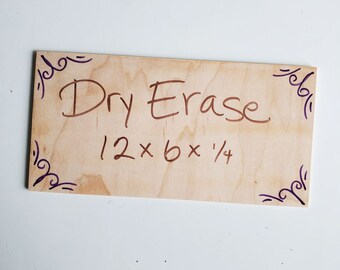 Dry Erase
12 x 6 x 1/4